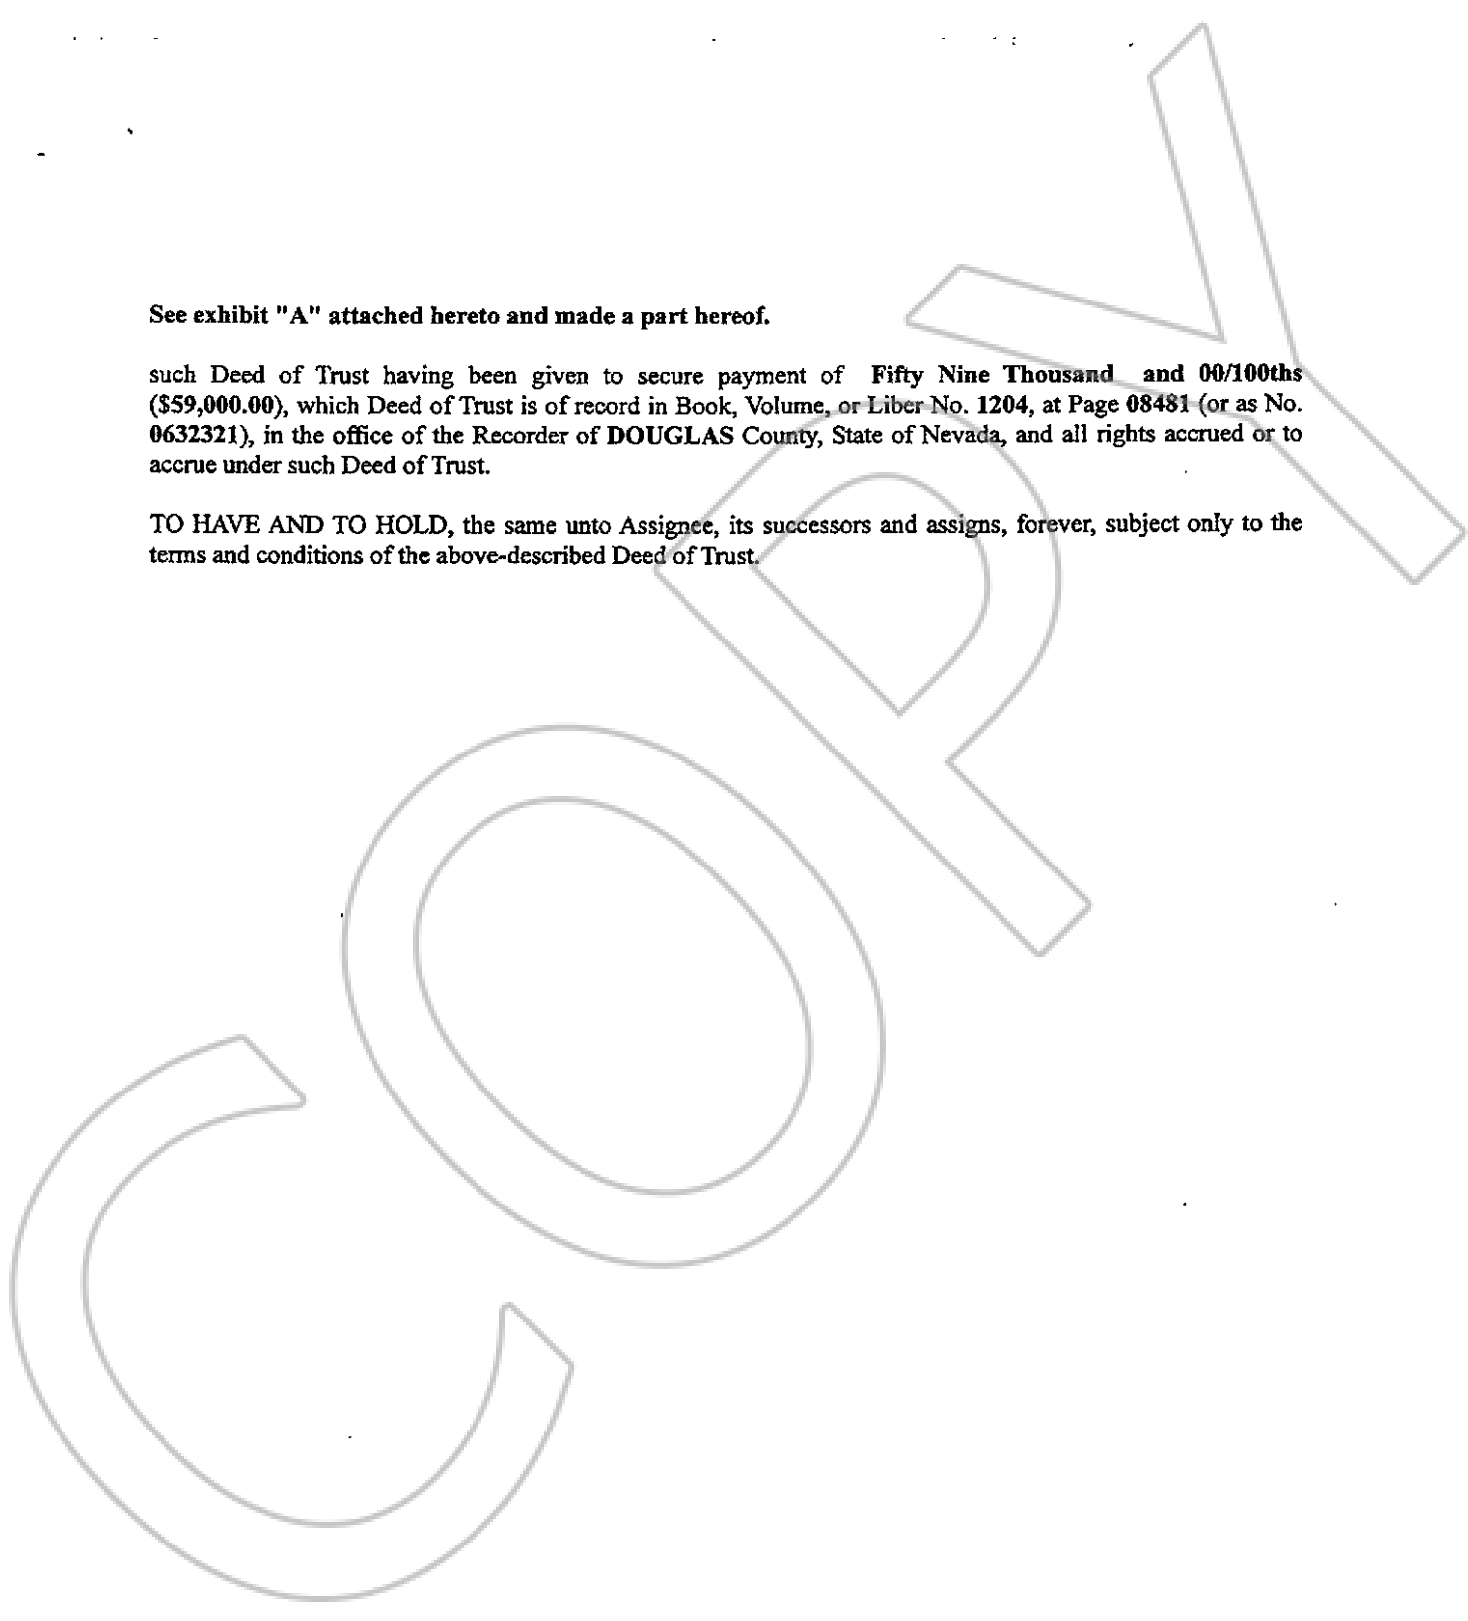 See exhibit "A" attached hereto and made a part hereof.
such Deed of Trust having been given to secure payment of Fifty Nine Thousand and 00/100ths
($59,000.00), which Deed of Trust is of record in Book, Volume, or Liber No. 1204, at Page 08481 (or as No.
0632321), in the office of the Recorder of DOUGLAS County, State of Nevada, and all rights accrued or to
accrue under such Deed of Trust.
TO HAVE AND TO HOLD, the same unto Assignee, its successors and assigns, forever, subject only to the
terms and conditions of the above-described Deed of Trust.
COPY